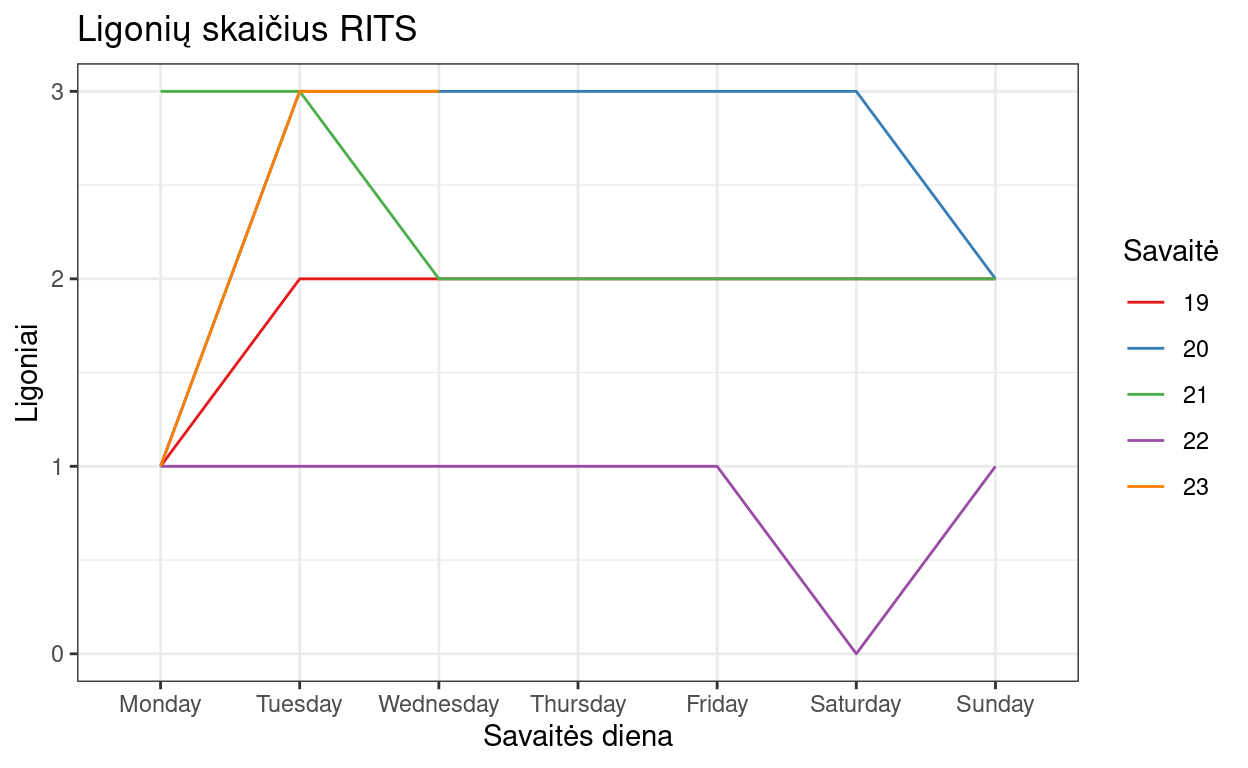 Ligonių skaičius RITS
3
2
1
0
Ligoniai
Monday Tuesday Wednesday Thursday Friday Saturday Sunday
Savaitės diena
Savaitė
19
20
21
22
23